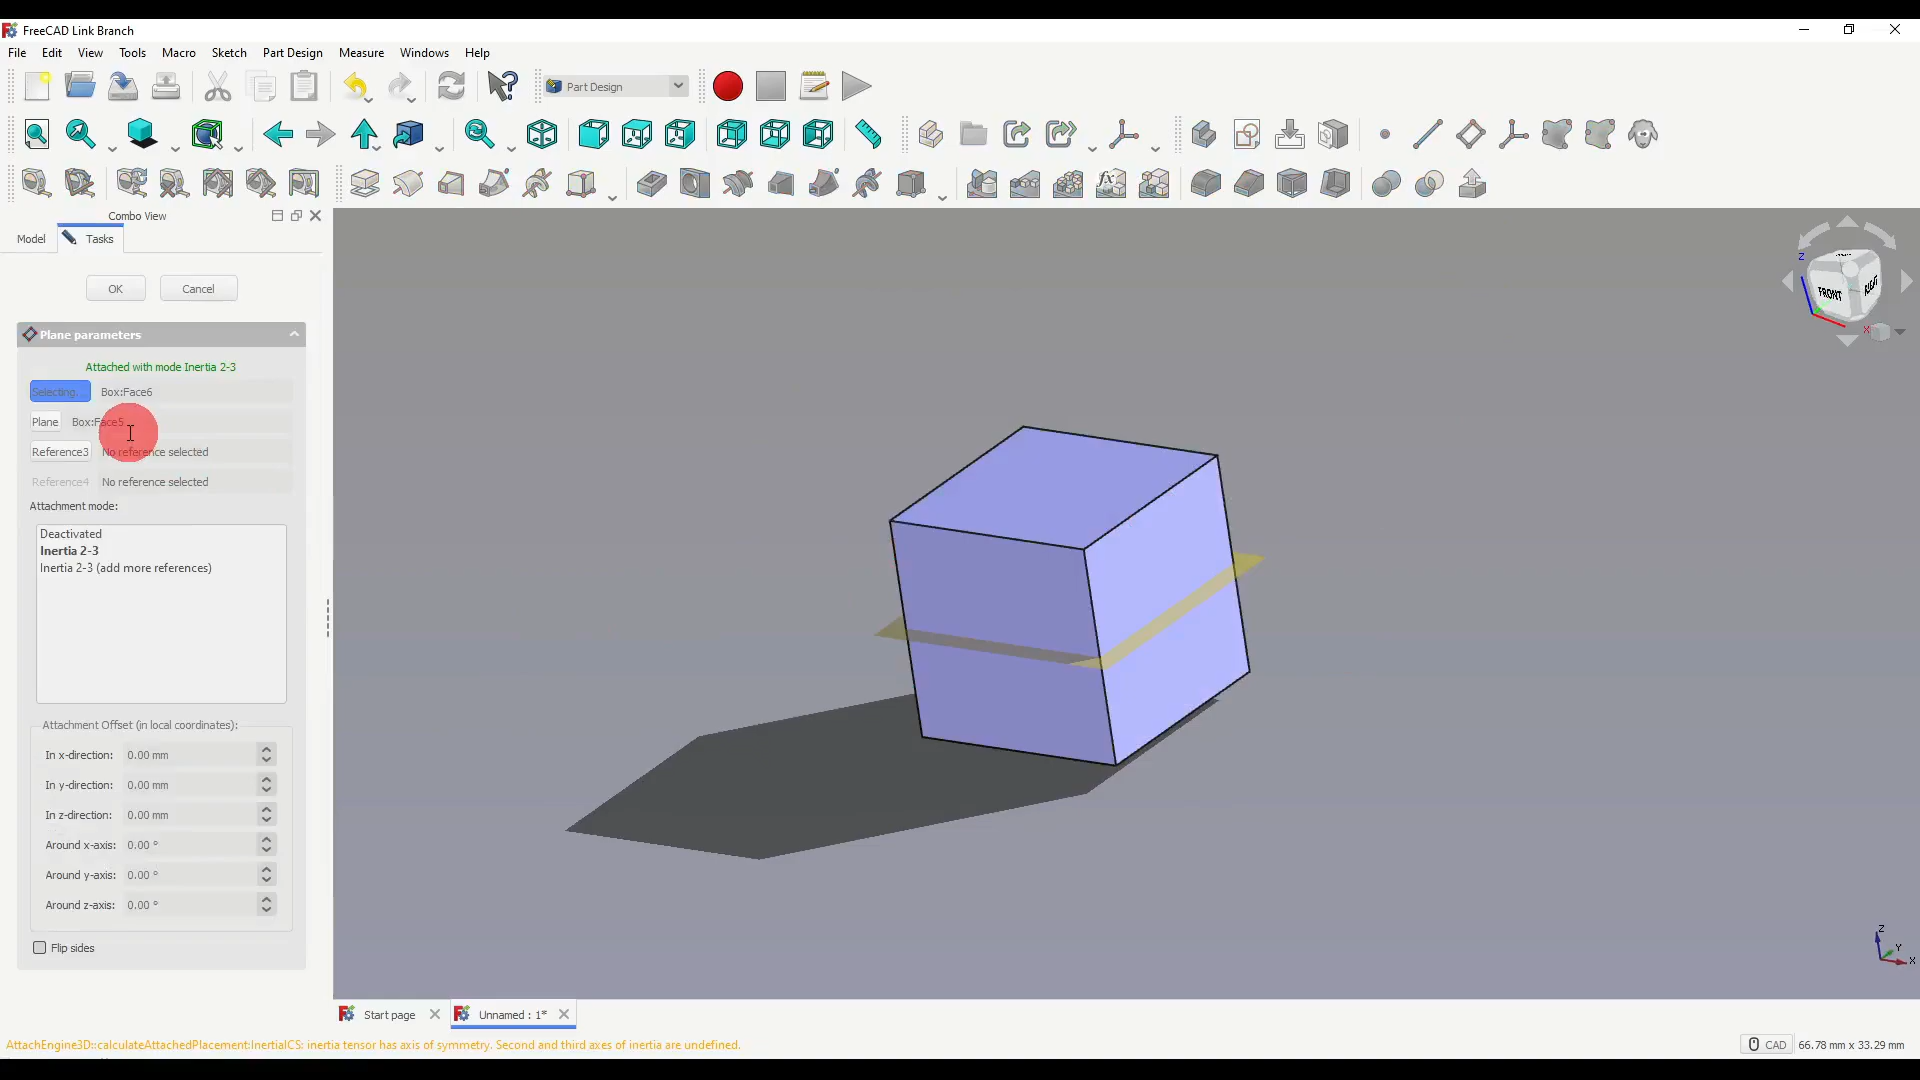 FreeCAD Link Branch
File Edit View Tools Macro Sketch Part Design Measure Windows Help
Part Design
Combo View
Model Tasks
OK Cancel
Plane parameters
Attached with mode Inertia 2-3
Selecting... Box:Face6
Plane Box:Face5
Reference3 No reference selected
Reference4 No reference selected
Attachment mode:
Deactivated
Inertia 2-3
Inertia 2-3 (add more references)
Attachment Offset (in local coordinates):
In x-direction: 0.00 mm
In y-direction: 0.00 mm
In z-direction: 0.00 mm
Around x-axis: 0.00 °
Around y-axis: 0.00 °
Around z-axis: 0.00 °
Flip sides
Z
FRONT RIGHT
X
Z
Y
X
Start page Unnamed : 1*
AttachEngine3D::calculateAttachedPlacement:InertialCS: inertia tensor has axis of symmetry. Second and third axes of inertia are undefined.
CAD 66.78 mm x 33.29 mm